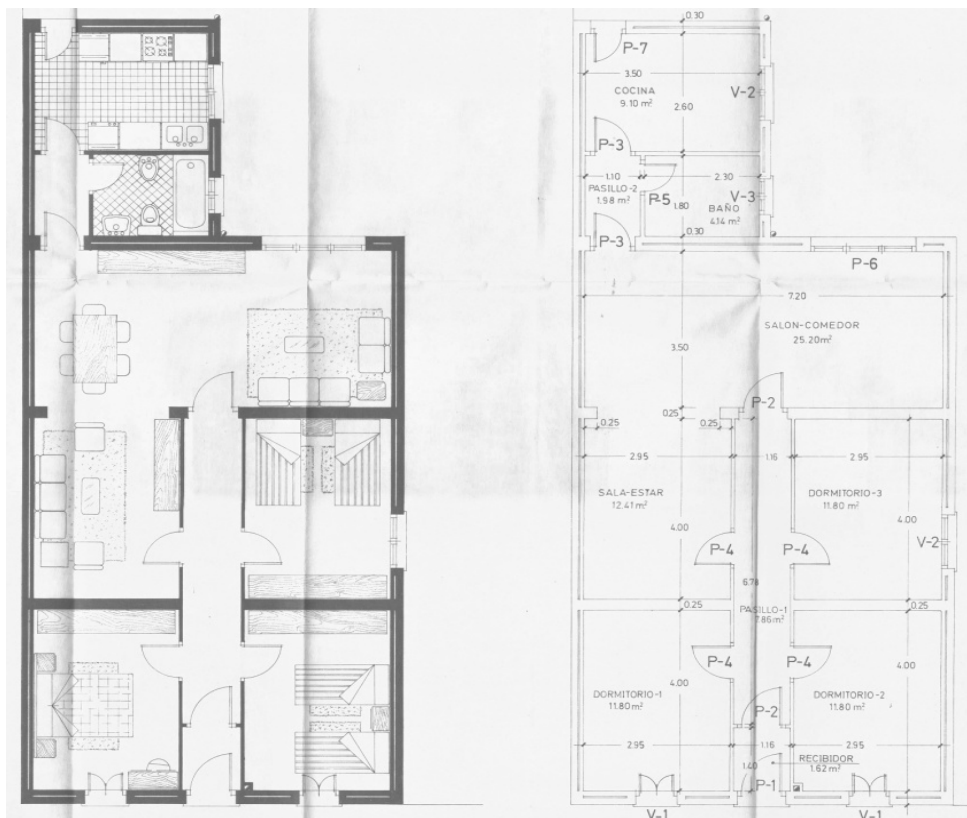 0.30
P-7
3.50
COCINA
9.10 m²
V-2
2.60
P-3
1.10
2.30
PASILLO-2
1.98 m²
P-5
1.80
BAÑO
4.14 m²
V-3
P-3
0.30
P-6
7.20
SALON-COMEDOR
25.20m²
3.50
P-2
0.25
0.25
0.25
2.95
1.16
2.95
SALA-ESTAR
12.41 m²
DORMITORIO-3
11.80 m²
4.00
4.00
V-2
P-4
P-4
6.78
0.25
PASILLO-1
7.86 m²
0.25
P-4
P-4
4.00
4.00
DORMITORIO-1
11.80 m²
DORMITORIO-2
11.80 m²
P-2
2.95
1.16
2.95
RECIBIDOR
1.62 m²
1.40
P-1
V-1
V-1